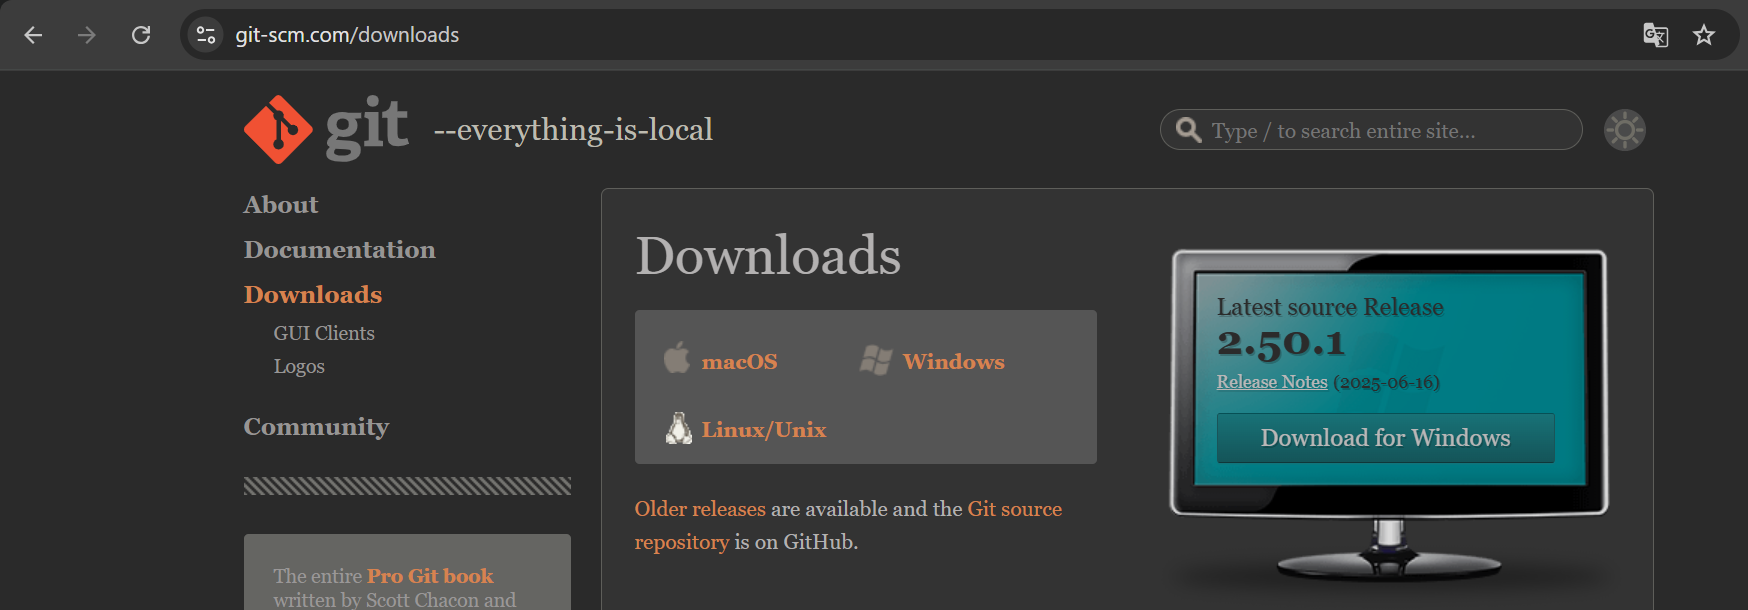 git-scm.com/downloads
git --everything-is-local
Type / to search entire site...
About
Documentation
Downloads
GUI Clients
Logos
Community
The entire Pro Git book
written by Scott Chacon and
Downloads
macOS
Windows
Linux/Unix
Older releases are available and the Git source
repository is on GitHub.
Latest source Release
2.50.1
Release Notes (2025-06-16)
Download for Windows